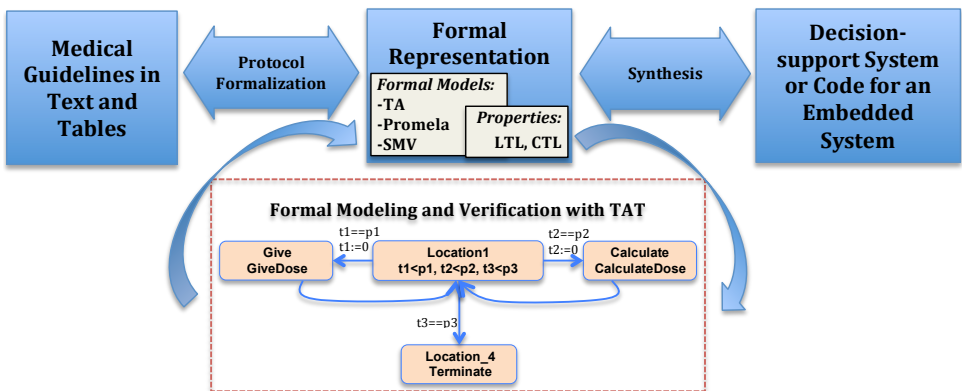 Medical
Guidelines in
Text and
Tables
Protocol
Formalization
Formal
Representation
Formal Models:
-TA
-Promela
-SMV
Properties:
LTL, CTL
Synthesis
Decision-
support System
or Code for an
Embedded
System
Formal Modeling and Verification with TAT
Give
GiveDose
t1==p1
t1:=0
Location1
t1<p1, t2<p2, t3<p3
t2==p2
t2:=0
Calculate
CalculateDose
t3==p3
Location_4
Terminate